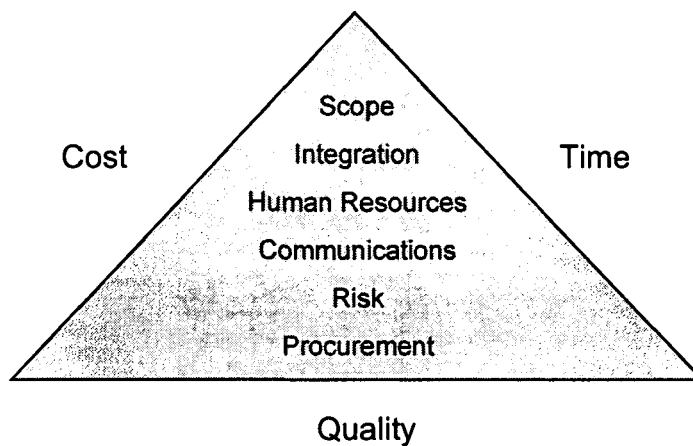 Scope
Cost
Integration
Time
Human Resources
Communications
Risk
Procurement
Quality